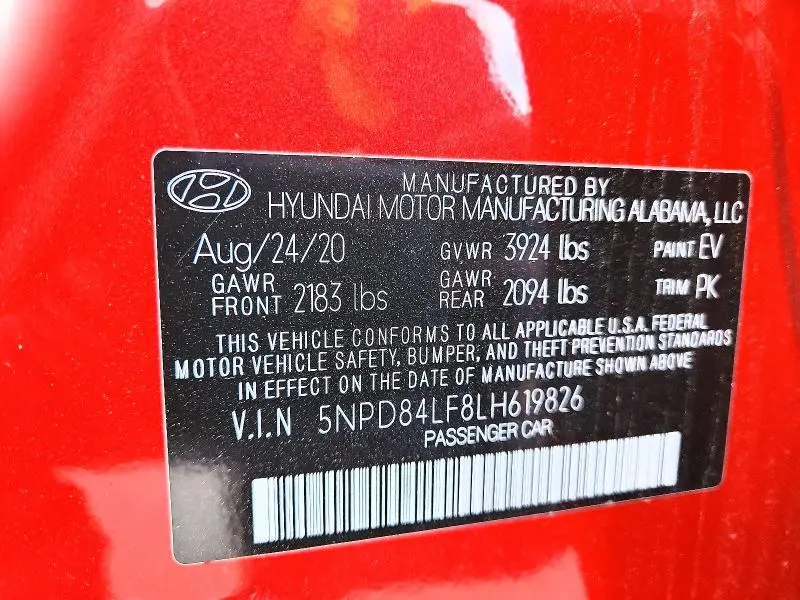 MANUFACTURED BY
HYUNDAI MOTOR MANUFACTURING ALABAMA, LLC
Aug/24/20 GVWR 3924 lbs PAINT EV
GAWR FRONT 2183 lbs GAWR REAR 2094 lbs TRIM PK
THIS VEHICLE CONFORMS TO ALL APPLICABLE U.S.A. FEDERAL
MOTOR VEHICLE SAFETY, BUMPER, AND THEFT PREVENTION STANDARDS
IN EFFECT ON THE DATE OF MANUFACTURE SHOWN ABOVE
V.I.N 5NPD84LF8LH619826
PASSENGER CAR